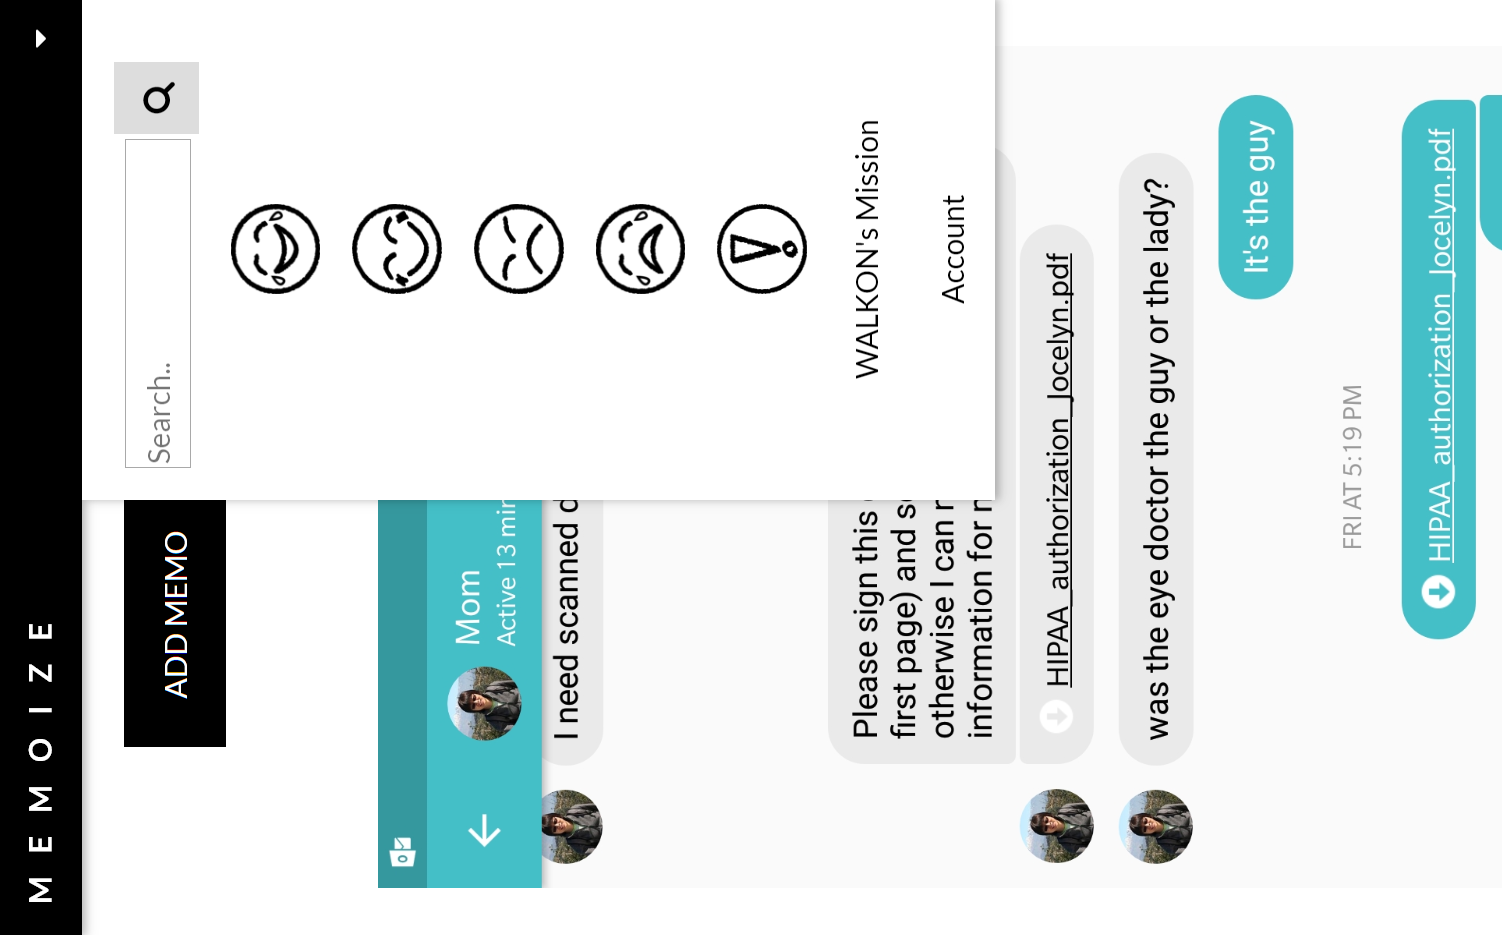 MEMOIZE
Search..
WALKON's Mission
Account
ADD MEMO
Mom
Active 13 min
I need scanned
Please sign this
first page) and
otherwise I can
information for
HIPAA_authorization_Jocelyn.pdf
was the eye doctor the guy or the lady?
It's the guy
FRI AT 5:19 PM
HIPAA_authorization_Jocelyn.pdf